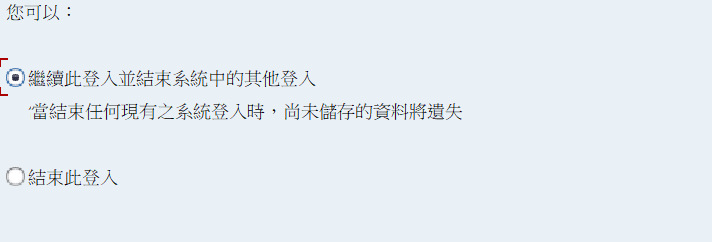 您可以：
繼續此登入並結束系統中的其他登入
"當結束任何現有之系統登入時，尚未儲存的資料將遺失
結束此登入